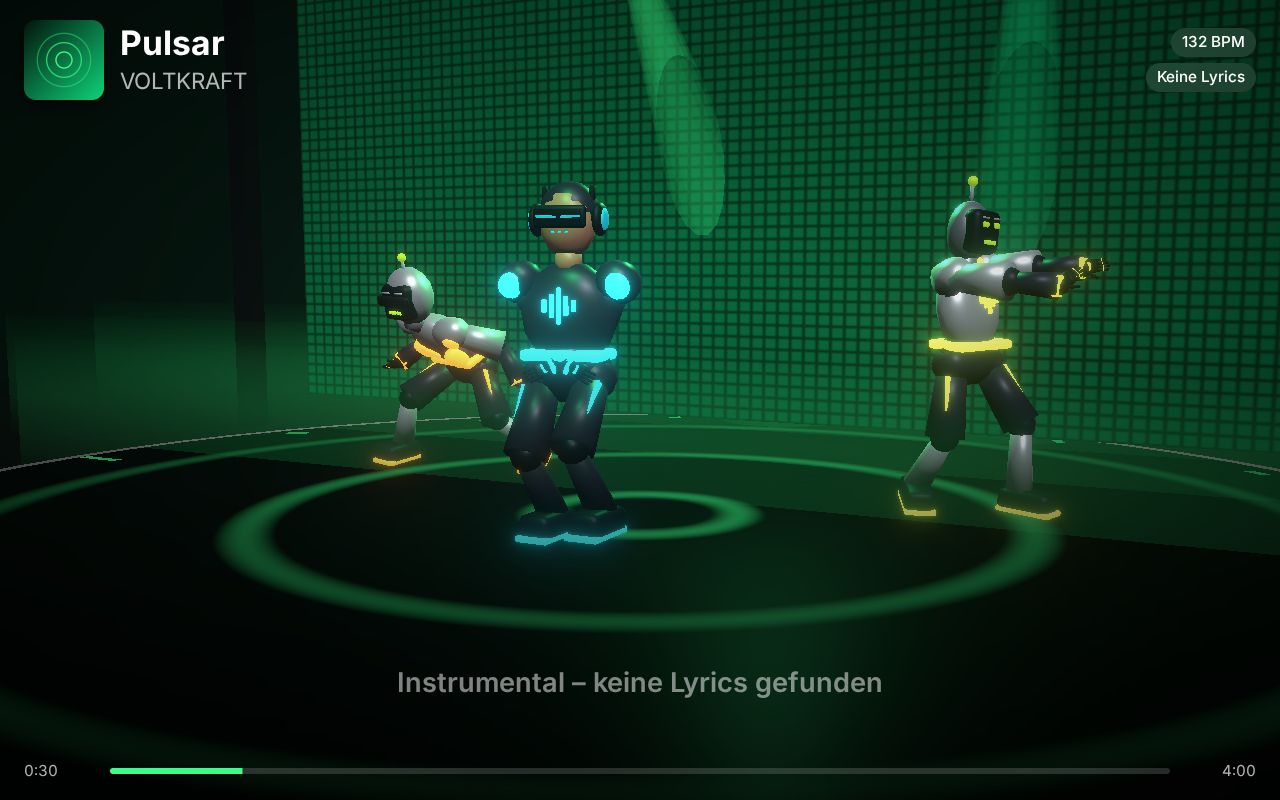 Pulsar
VOLTKRAFT
132 BPM
Keine Lyrics
Instrumental – keine Lyrics gefunden
0:30
4:00